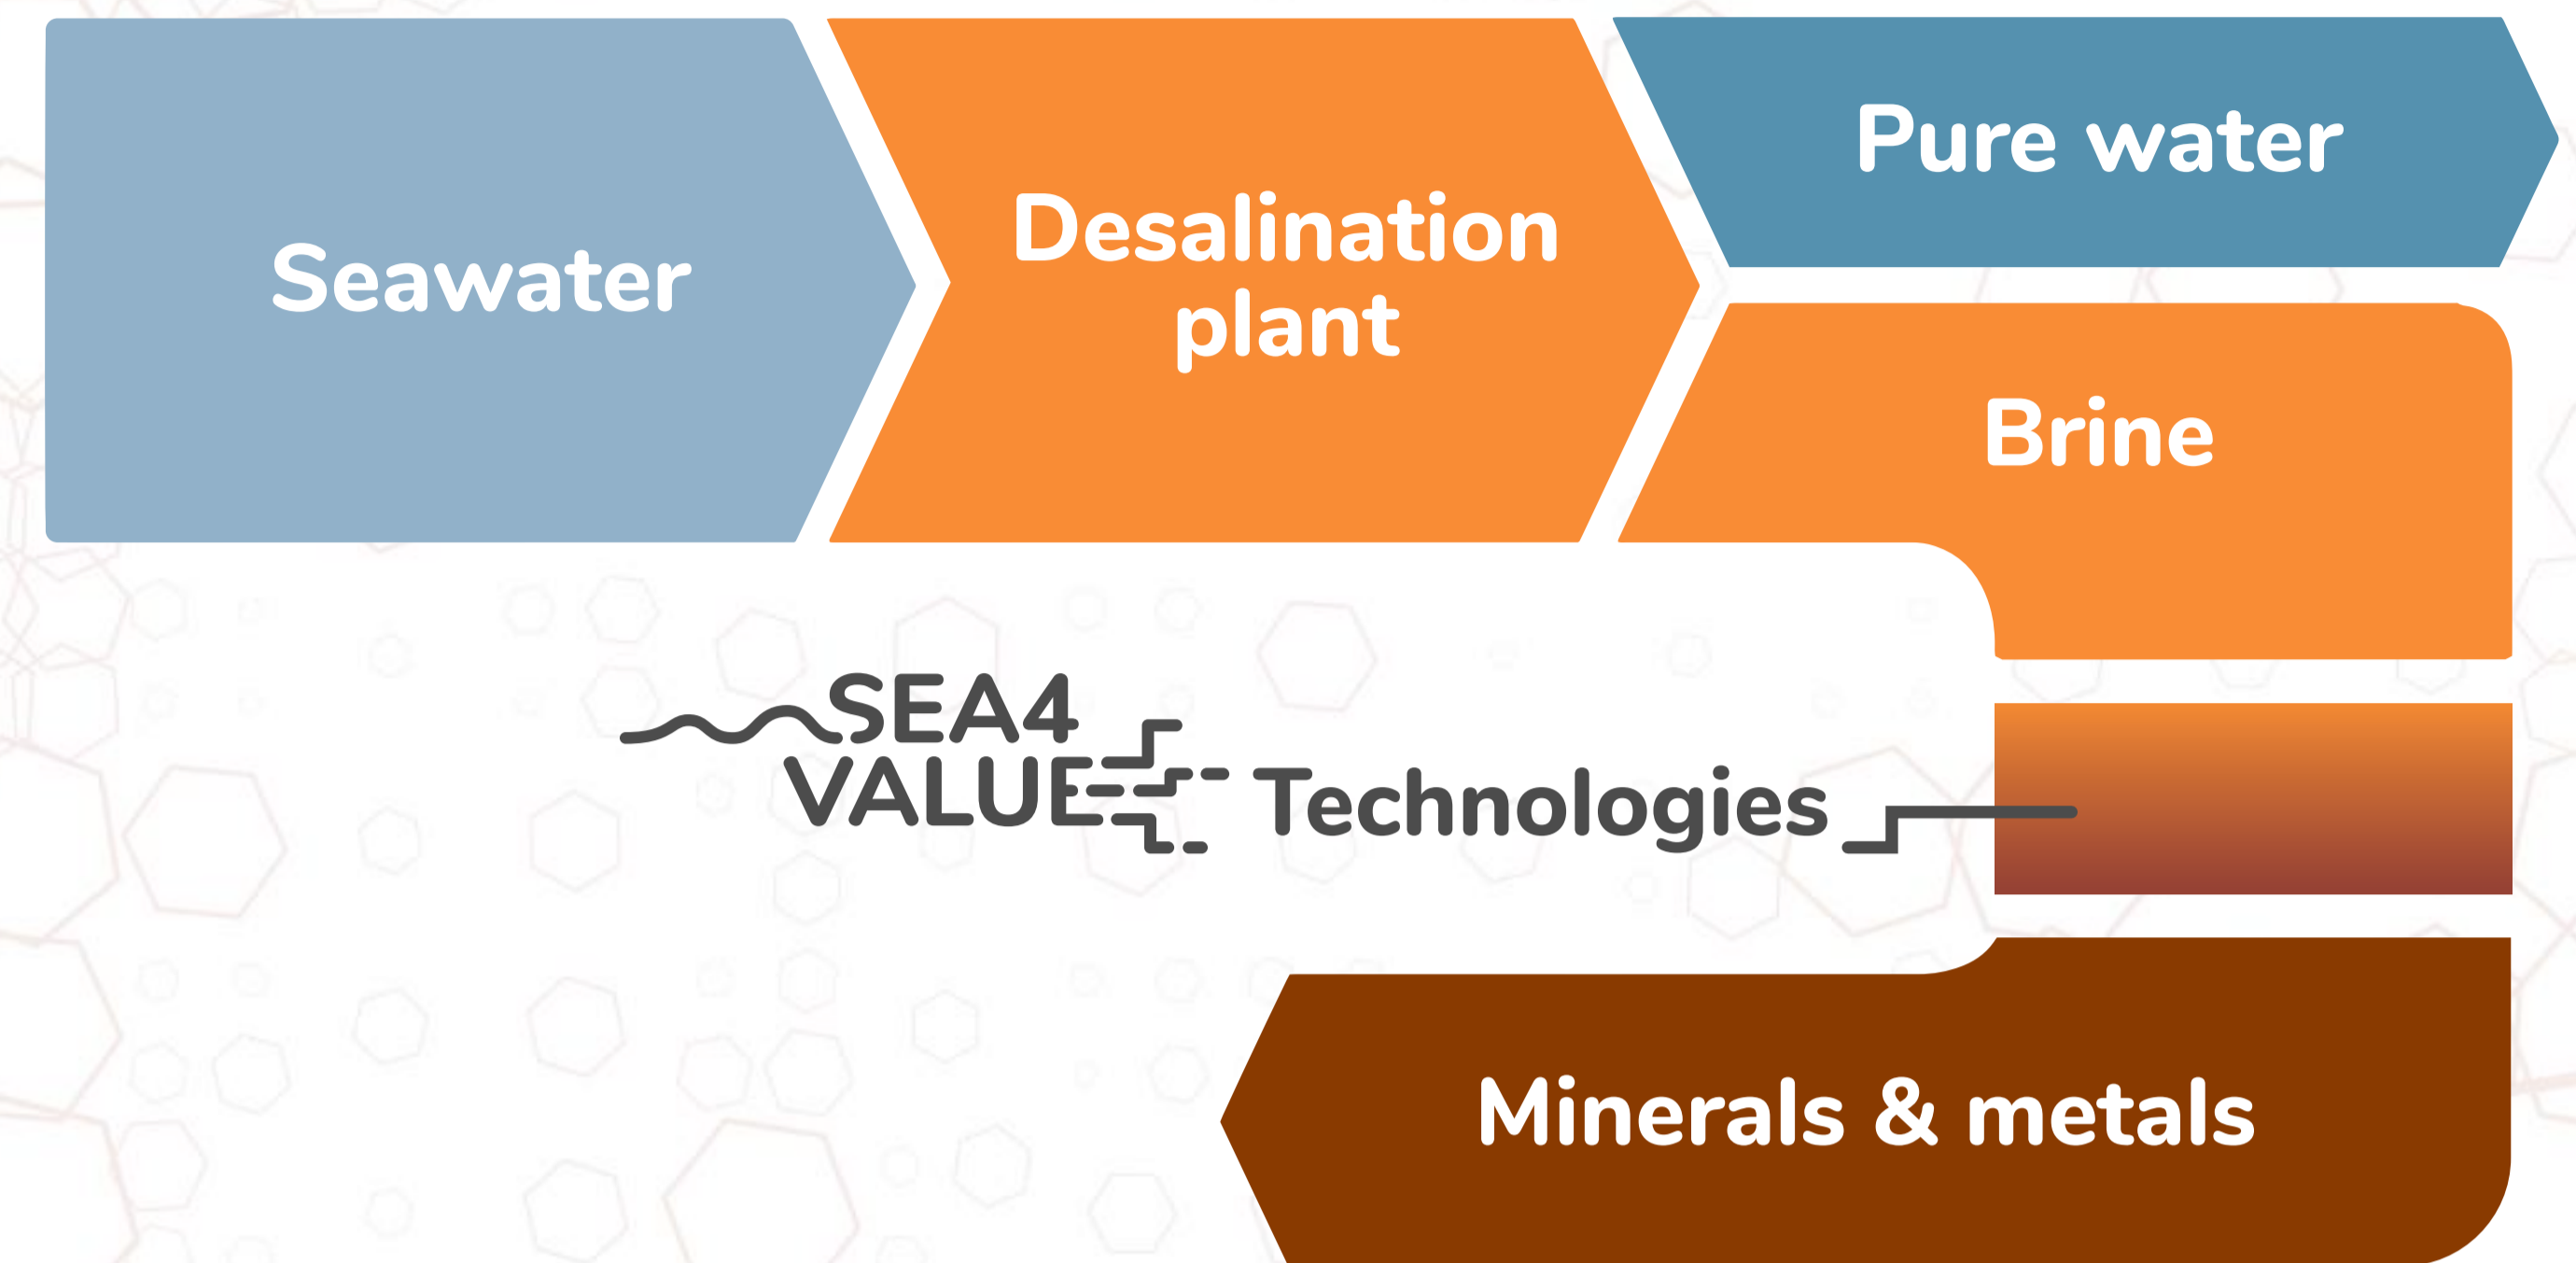 Seawater
Desalination
plant
Pure water
Brine
SEA4
VALUE
Technologies
Minerals & metals